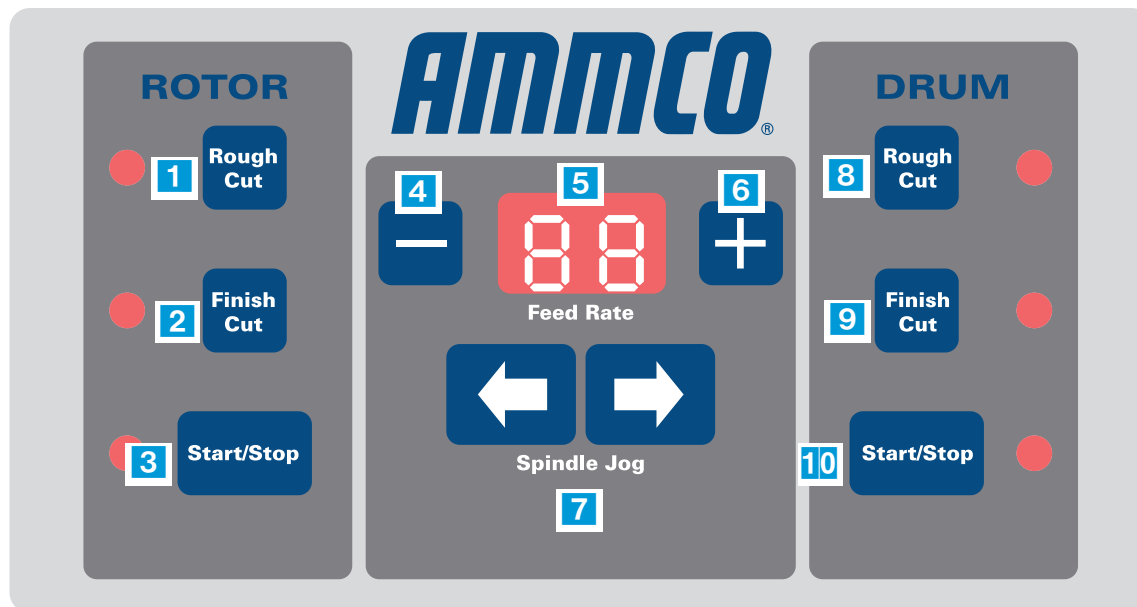 AMMCO®
ROTOR
1 Rough Cut
2 Finish Cut
3 Start/Stop
4 −
5 88
6 +
Feed Rate
Spindle Jog
7
DRUM
8 Rough Cut
9 Finish Cut
10 Start/Stop